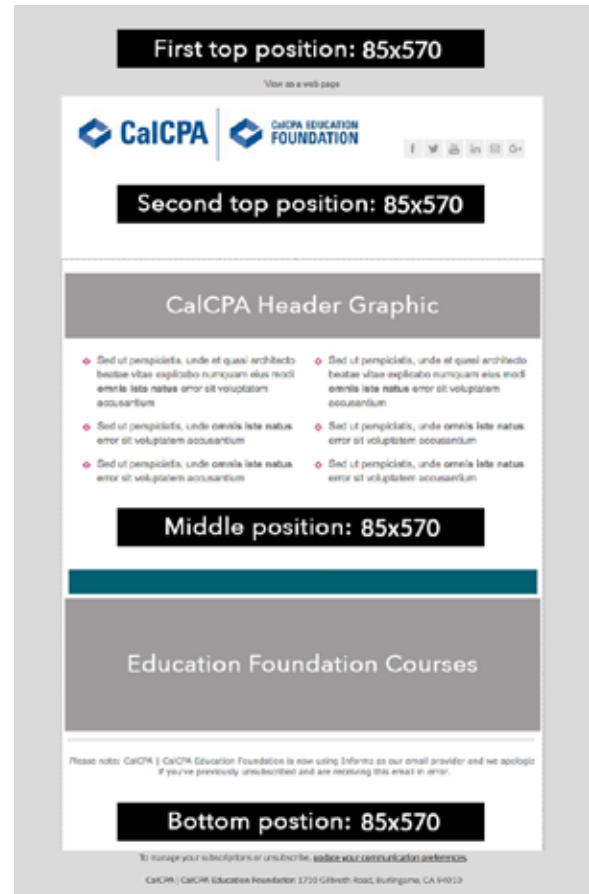 First top position: 85x570
View as a web page
CalCPA
CalCPA EDUCATION
FOUNDATION
f
in
G+
Second top position: 85x570
CalCPA Header Graphic
Sed ut perspiciatis, unde et quasi architecto
beatae vitae explicabo numquam eius modi
omnis iste natus error sit voluptatem
accusantium
Sed ut perspiciatis, unde omnis iste natus
error sit voluptatem accusantium
Sed ut perspiciatis, unde omnis iste natus
error sit voluptatem accusantium
Sed ut perspiciatis, unde et quasi architecto
beatae vitae explicabo numquam eius modi
omnis iste natus error sit voluptatem
accusantium
Sed ut perspiciatis, unde omnis iste natus
error sit voluptatem accusantium
Sed ut perspiciatis, unde omnis iste natus
error sit voluptatem accusantium
Middle position: 85x570
Education Foundation Courses
Please note: CalCPA | CalCPA Education Foundation is now using Informz as our email provider and we apologize
if you've previously unsubscribed and are receiving this email in error.
Bottom postion: 85x570
To manage your subscriptions or unsubscribe, update your communication preferences.
CalCPA | CalCPA Education Foundation 1710 Gilbreth Road, Burlingame, CA 94010